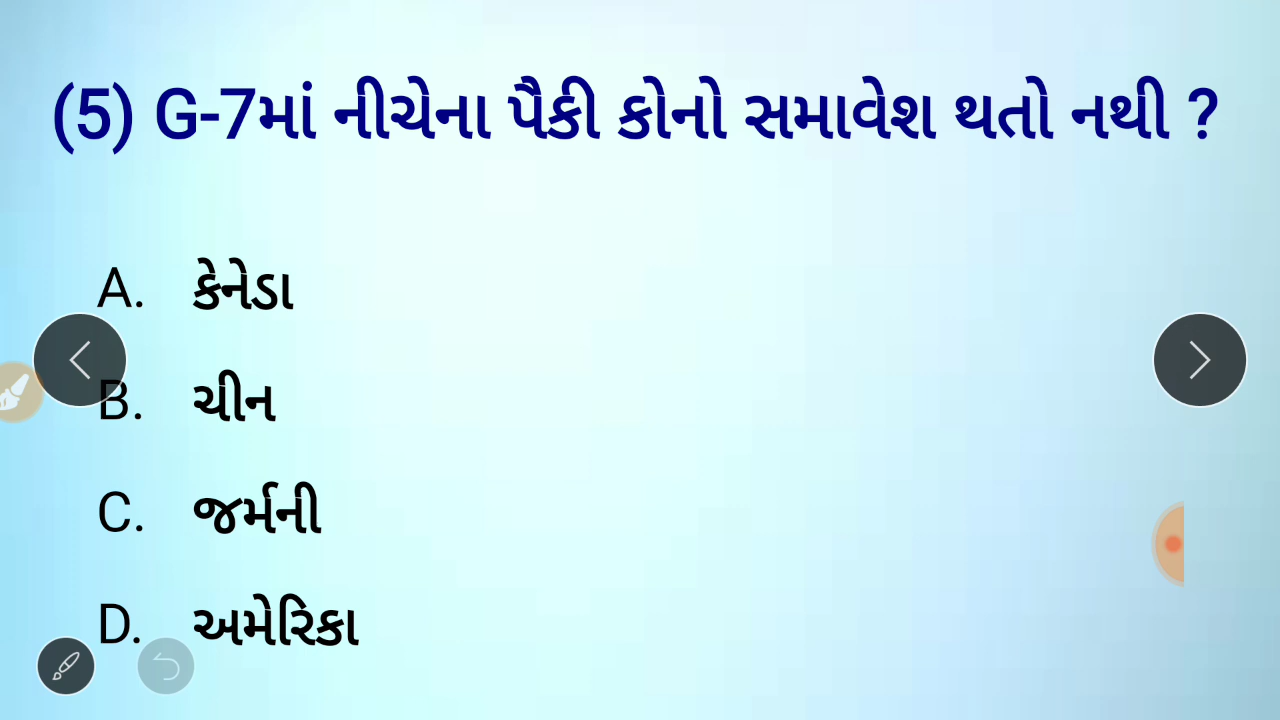 (5) G-7માં નીચેના પૈકી કોનો સમાવેશ થતો નથી ?
A. કેનેડા
B. ચીન
C. જર્મની
D. અમેરિકા